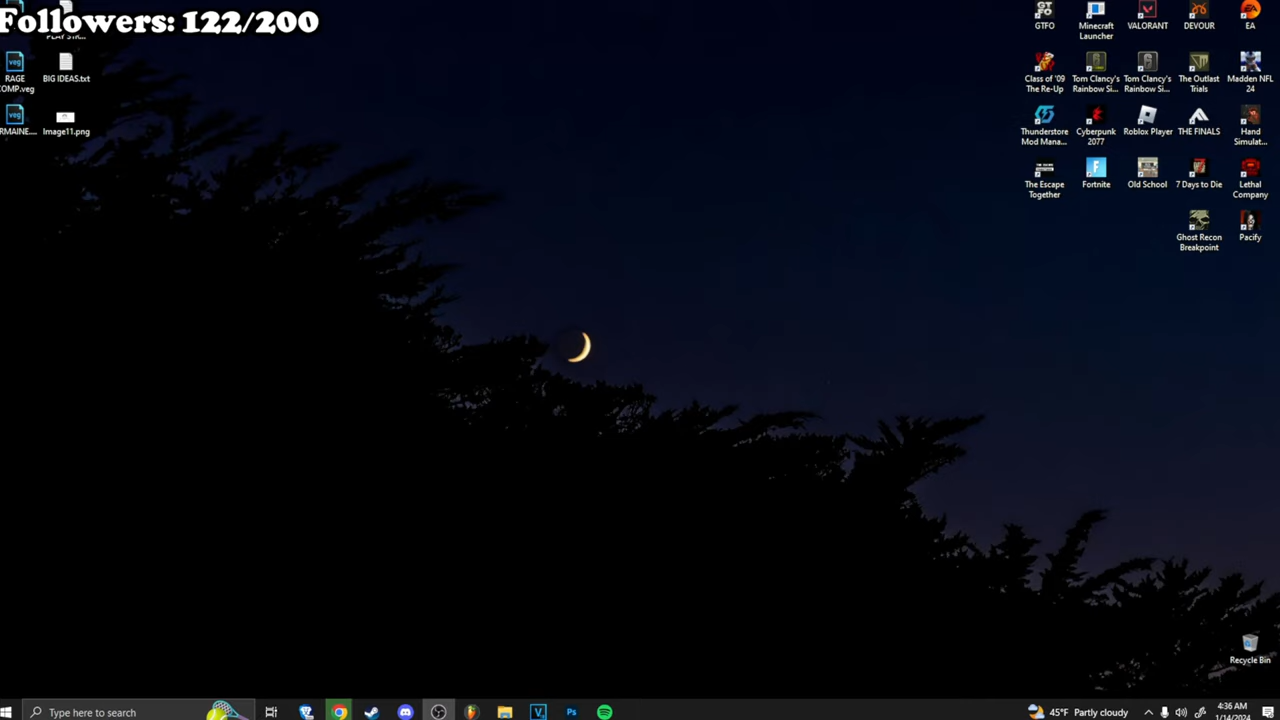 Followers: 122/200
PLAY STR...
RAGE
COMP.veg
BIG IDEAS.txt
RMAINE....
Image11.png
GTFO
Minecraft
Launcher
VALORANT
DEVOUR
EA
Class of '09
The Re-Up
Tom Clancy's
Rainbow Si...
Tom Clancy's
Rainbow Si...
The Outlast
Trials
Madden NFL
24
Thunderstore
Mod Mana...
Cyberpunk
2077
Roblox Player
THE FINALS
Hand
Simulat...
The Escape
Together
Fortnite
Old School
7 Days to Die
Lethal
Company
Ghost Recon
Breakpoint
Pacify
Recycle Bin
Type here to search
45°F Partly cloudy
4:36 AM
1/14/2024